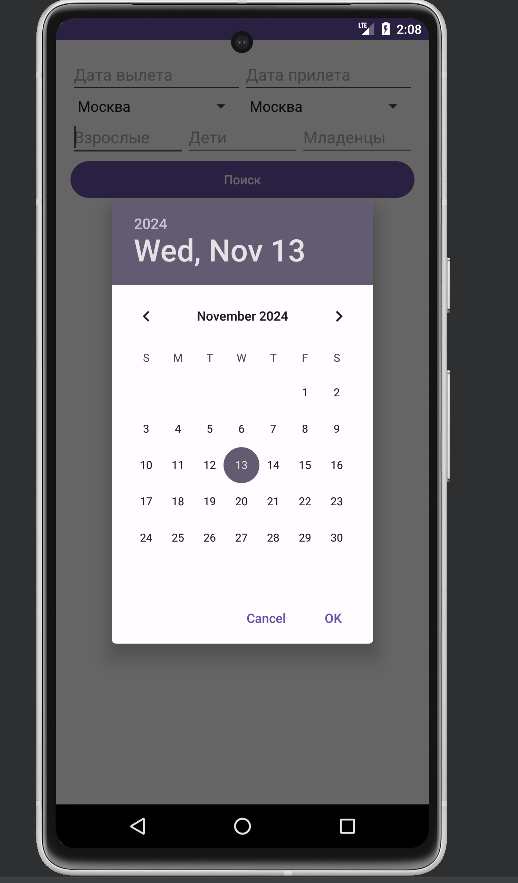 LTE 2:08
Дата вылета Дата прилета
Москва Москва
Взрослые Дети Младенцы
Поиск
2024
Wed, Nov 13
November 2024
S M T W T F S
1 2
3 4 5 6 7 8 9
10 11 12 13 14 15 16
17 18 19 20 21 22 23
24 25 26 27 28 29 30
Cancel OK